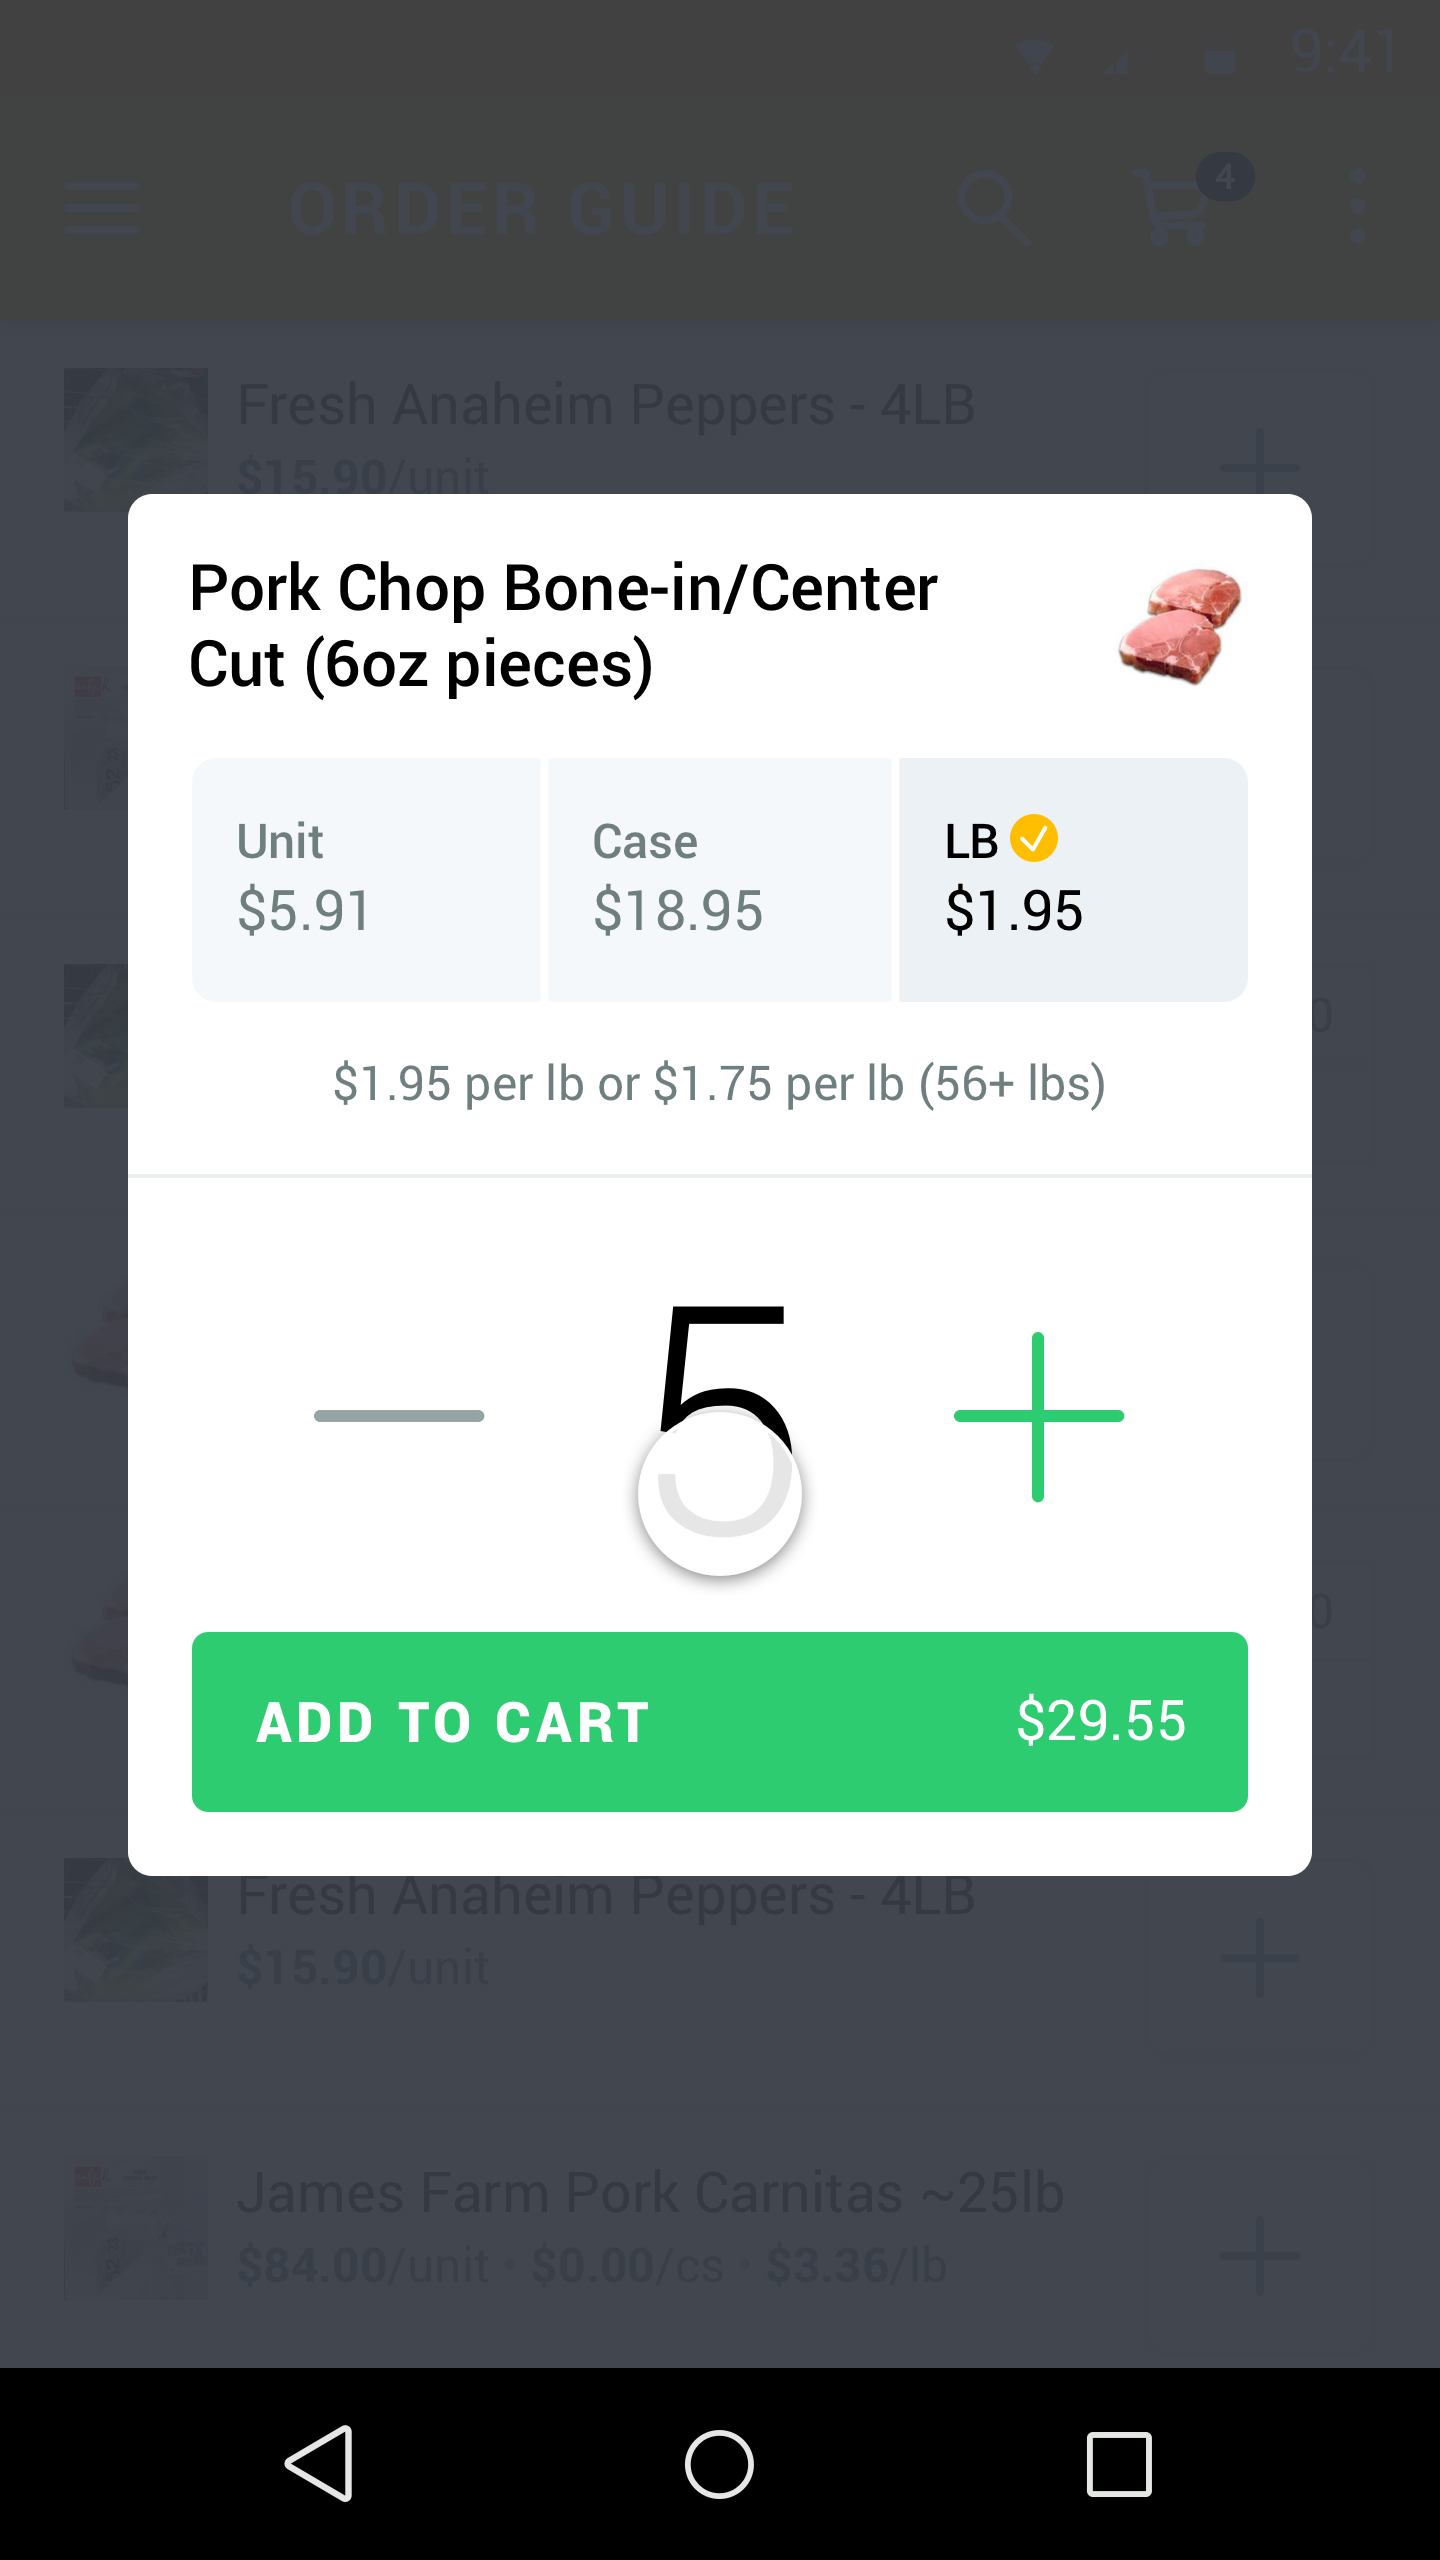 9:41
ORDER GUIDE
4
Fresh Anaheim Peppers - 4LB
$15.90/unit
Pork Chop Bone-in/Center
Cut (6oz pieces)
Unit
$5.91
Case
$18.95
LB
$1.95
0
$1.95 per lb or $1.75 per lb (56+ lbs)
5
0
ADD TO CART
$29.55
Fresh Anaheim Peppers - 4LB
$15.90/unit
James Farm Pork Carnitas ~25lb
$84.00/unit • $0.00/cs • $3.36/lb